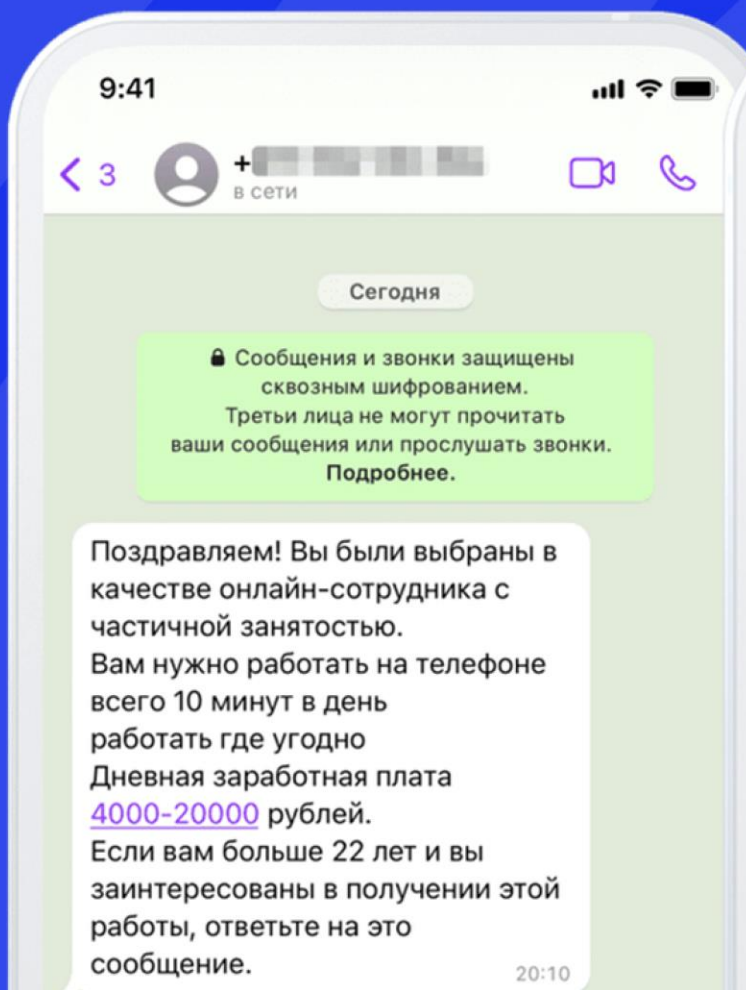 9:41
3
+
в сети
Сегодня
Сообщения и звонки защищены
сквозным шифрованием.
Третьи лица не могут прочитать
ваши сообщения или прослушать звонки.
Подробнее.
Поздравляем! Вы были выбраны в
качестве онлайн-сотрудника с
частичной занятостью.
Вам нужно работать на телефоне
всего 10 минут в день
работать где угодно
Дневная заработная плата
4000-20000 рублей.
Если вам больше 22 лет и вы
заинтересованы в получении этой
работы, ответьте на это
сообщение.
20:10